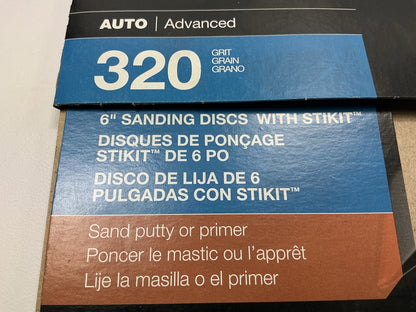 AUTO | Advanced
320 GRIT
GRAIN
GRANO
6" SANDING DISCS WITH STIKIT™
DISQUES DE PONÇAGE
STIKIT™ DE 6 PO
DISCO DE LIJA DE 6
PULGADAS CON STIKIT™
Sand putty or primer
Poncer le mastic ou l'apprêt
Lije la masilla o el primer